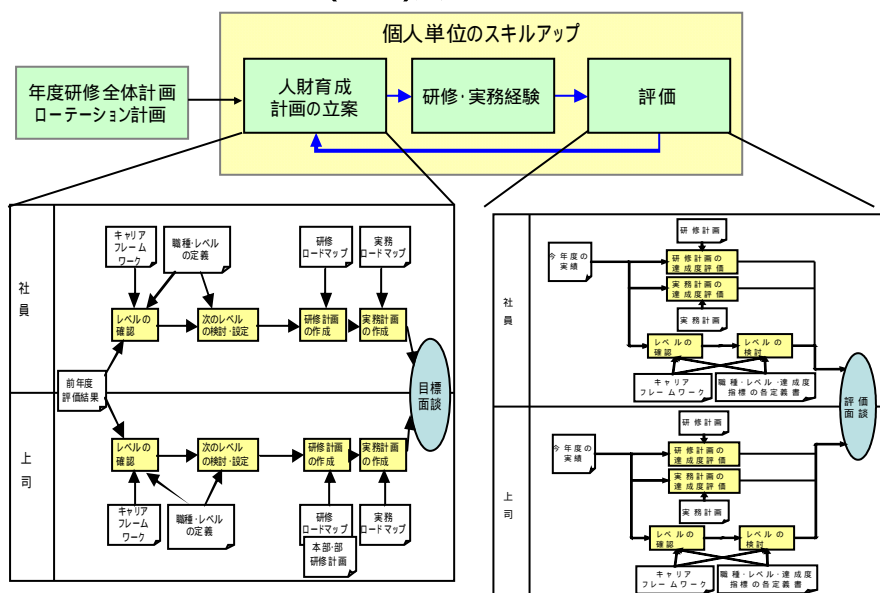 個人単位のスキルアップ
年度研修全体計画
ローテーション計画
人財育成
計画の立案
研修・実務経験
評価
社
員
キャリア
フレーム
ワーク
職種・レベル
の定義
研修
ロードマップ
実務
ロードマップ
レベルの
確認
次のレベル
の検討・設定
研修計画
の作成
実務計画
の作成
前年度
評価結果
目標
面談
上
司
レベルの
確認
次のレベル
の検討・設定
研修計画
の作成
実務計画
の作成
キャリア
フレーム
ワーク
職種・レベル
の定義
研修
ロードマップ
実務
ロードマップ
本部・部
研修計画
社
員
研修計画
今年度の
実績
研修計画の
達成度評価
実務計画の
達成度評価
実務計画
レベルの
確認
レベルの
検討
キャリア
フレームワーク
職種・レベル・達成度
指標の各定義書
評価
面談
上
司
研修計画
今年度の
実績
研修計画の
達成度評価
実務計画の
達成度評価
実務計画
レベルの
確認
レベルの
検討
キャリア
フレームワーク
職種・レベル・達成度
指標の各定義書